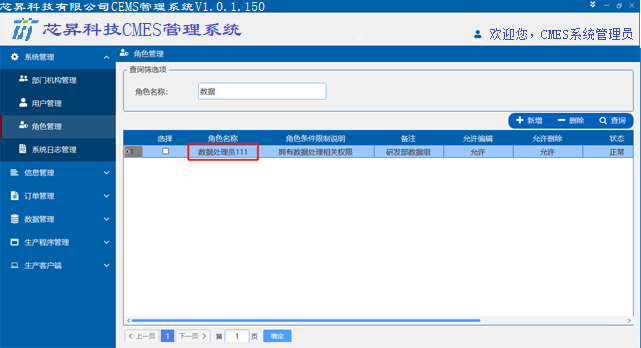 芯昇科技有限公司CEMS管理系统V1.0.1.150
芯昇科技CMES管理系统
欢迎您，CMES系统管理员
系统管理
部门机构管理
用户管理
角色管理
系统日志管理
信息管理
订单管理
数据管理
生产程序管理
生产客户端
角色管理
查询筛选项
角色名称: 数据
新增 删除 查询
选择 角色名称 角色条件限制说明 备注 允许编辑 允许删除 状态
1 数据处理员111 拥有数据处理相关权限 研发部数据组 允许 允许 正常
上一页 1 下一页 第 1 页 确定